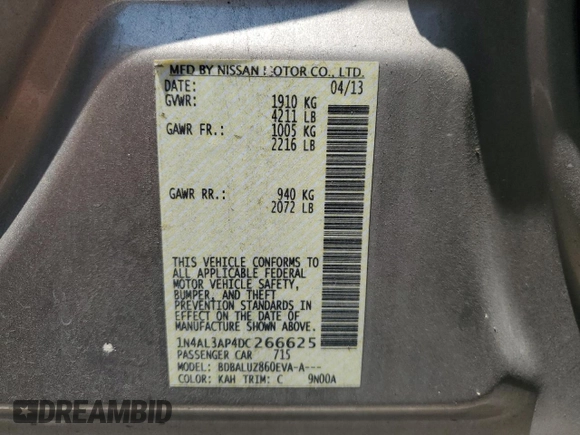 MFD BY NISSAN MOTOR CO., LTD.
DATE: 04/13
GVWR: 1910 KG
4211 LB
GAWR FR.: 1005 KG
2216 LB
GAWR RR.: 940 KG
2072 LB
THIS VEHICLE CONFORMS TO
ALL APPLICABLE FEDERAL
MOTOR VEHICLE SAFETY,
BUMPER, AND THEFT
PREVENTION STANDARDS IN
EFFECT ON THE DATE OF
MANUFACTURE SHOWN ABOVE.
1N4AL3AP4DC266625
PASSENGER CAR 715
MODEL: BDBALUZ860EVA-A---
COLOR: KAH TRIM: C 9N00A
DREAMBID